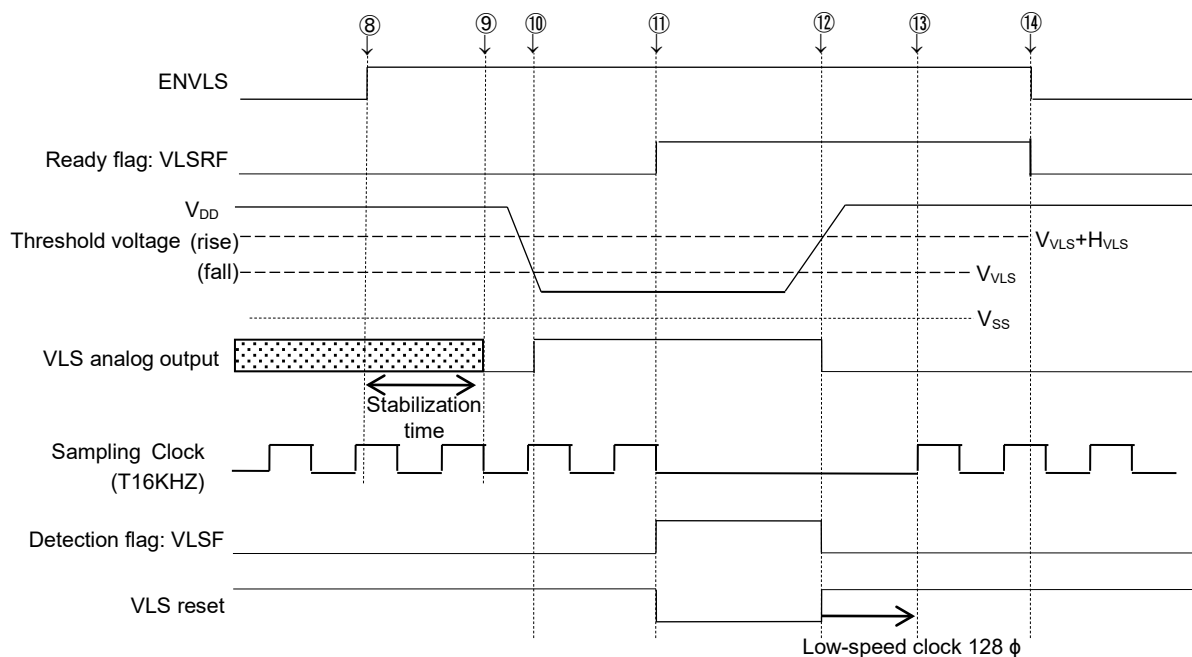 ⑧ ⑨ ⑩ ⑪ ⑫ ⑬ ⑭
ENVLS
Ready flag: VLSRF
VDD
Threshold voltage (rise)
VVLS+HVLS
(fall)
VVLS
VSS
VLS analog output
Stabilization
time
Sampling Clock
(T16KHZ)
Detection flag: VLSF
VLS reset
Low-speed clock 128 ϕ